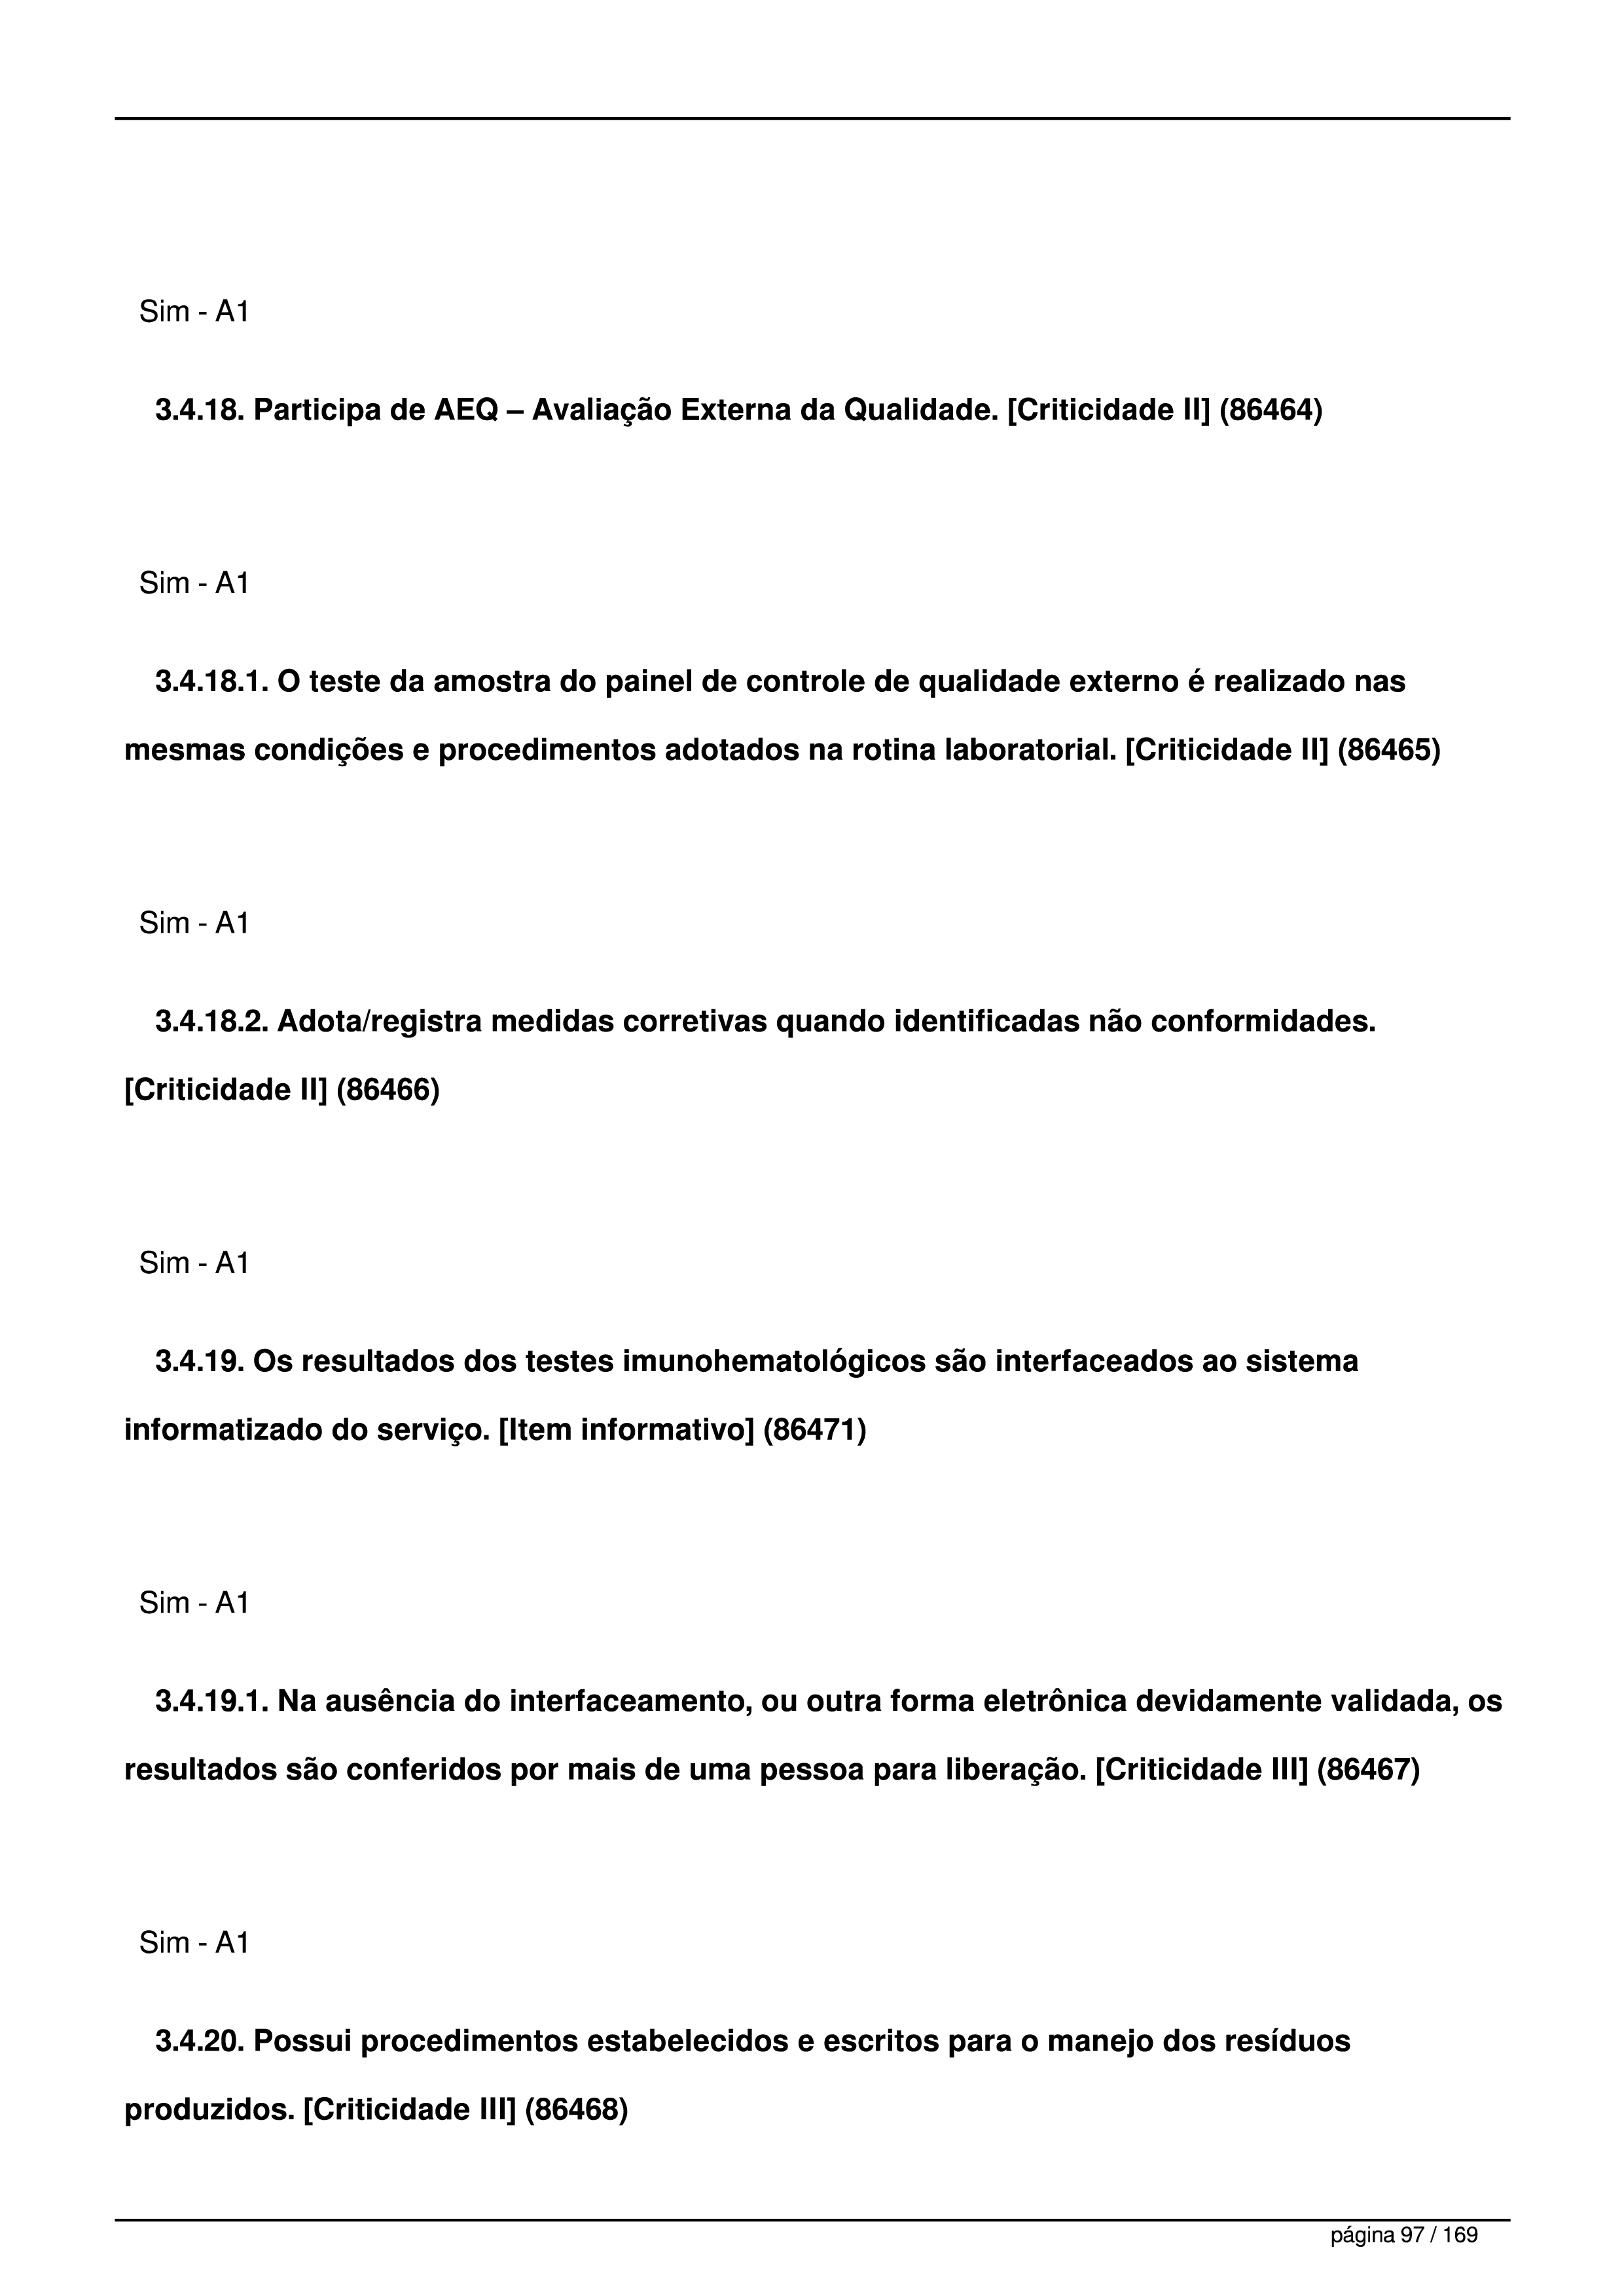 Sim - A1
3.4.18. Participa de AEQ – Avaliação Externa da Qualidade. [Criticidade II] (86464)
Sim - A1
3.4.18.1. O teste da amostra do painel de controle de qualidade externo é realizado nas
mesmas condições e procedimentos adotados na rotina laboratorial. [Criticidade II] (86465)
Sim - A1
3.4.18.2. Adota/registra medidas corretivas quando identificadas não conformidades.
[Criticidade II] (86466)
Sim - A1
3.4.19. Os resultados dos testes imunohematológicos são interfaceados ao sistema
informatizado do serviço. [Item informativo] (86471)
Sim - A1
3.4.19.1. Na ausência do interfaceamento, ou outra forma eletrônica devidamente validada, os
resultados são conferidos por mais de uma pessoa para liberação. [Criticidade III] (86467)
Sim - A1
3.4.20. Possui procedimentos estabelecidos e escritos para o manejo dos resíduos
produzidos. [Criticidade III] (86468)
página 97 / 169